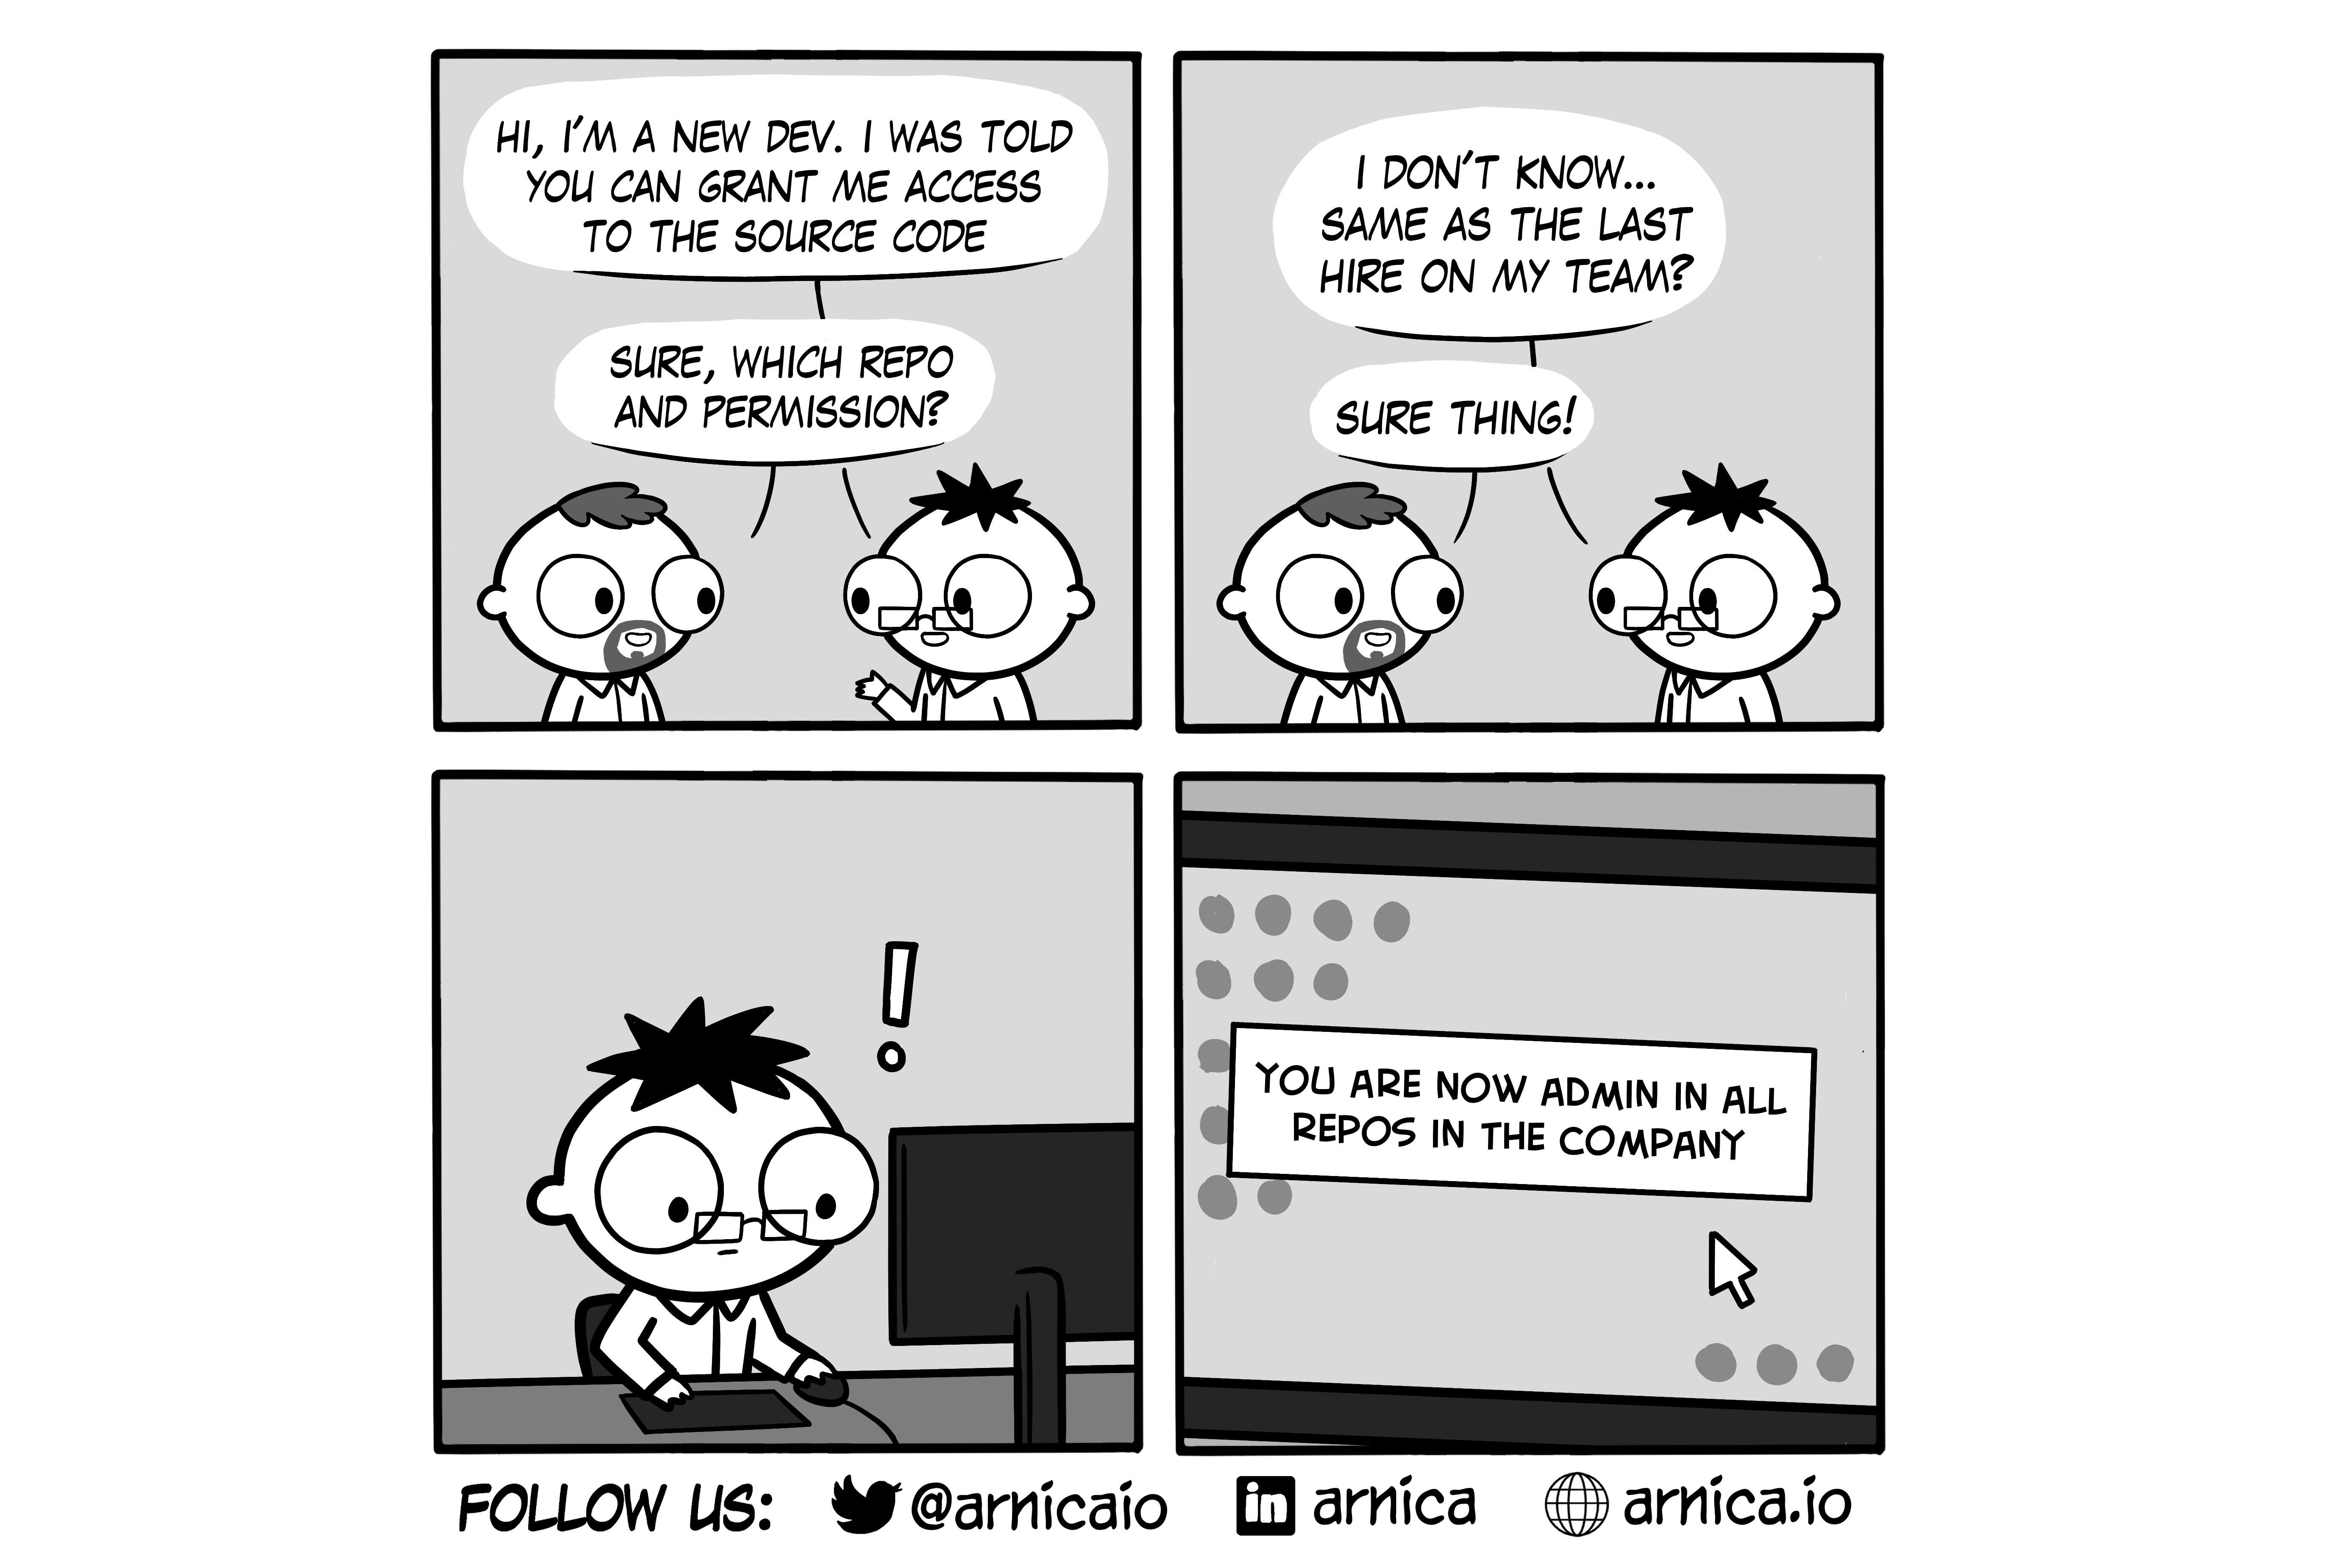 HI, I'M A NEW DEV. I WAS TOLD
YOU CAN GRANT ME ACCESS
TO THE SOURCE CODE
SURE, WHICH REPO
AND PERMISSION?
I DON'T KNOW...
SAME AS THE LAST
HIRE ON MY TEAM?
SURE THING!
!
YOU ARE NOW ADMIN IN ALL
REPOS IN THE COMPANY
FOLLOW US: @arnicaio in arnica arnica.io